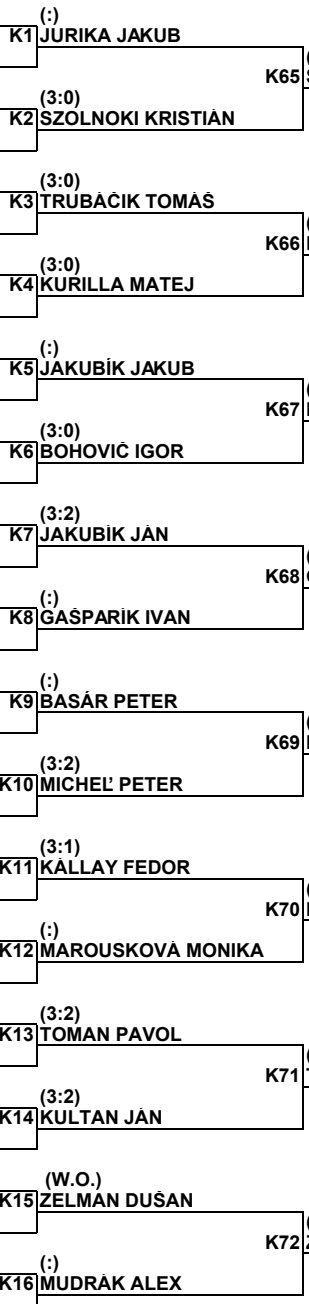 (:)
K1 JURIKA JAKUB
K65
(3:0)
K2 SZOLNOKI KRISTIÁN
(3:0)
K3 TRUBÁČIK TOMÁŠ
K66
(3:0)
K4 KURILLA MATEJ
(:)
K5 JAKUBÍK JAKUB
K67
(3:0)
K6 BOHOVIČ IGOR
(3:2)
K7 JAKUBÍK JÁN
K68
(:)
K8 GAŠPARÍK IVAN
(:)
K9 BASÁR PETER
K69
(3:2)
K10 MICHEĽ PETER
(3:1)
K11 KÁLLAY FEDOR
K70
(:)
K12 MAROUSKOVÁ MONIKA
(3:2)
K13 TOMAN PAVOL
K71
(3:2)
K14 KULTAN JÁN
(W.O.)
K15 ZELMAN DUŠAN
K72
(:)
K16 MUDRÁK ALEX